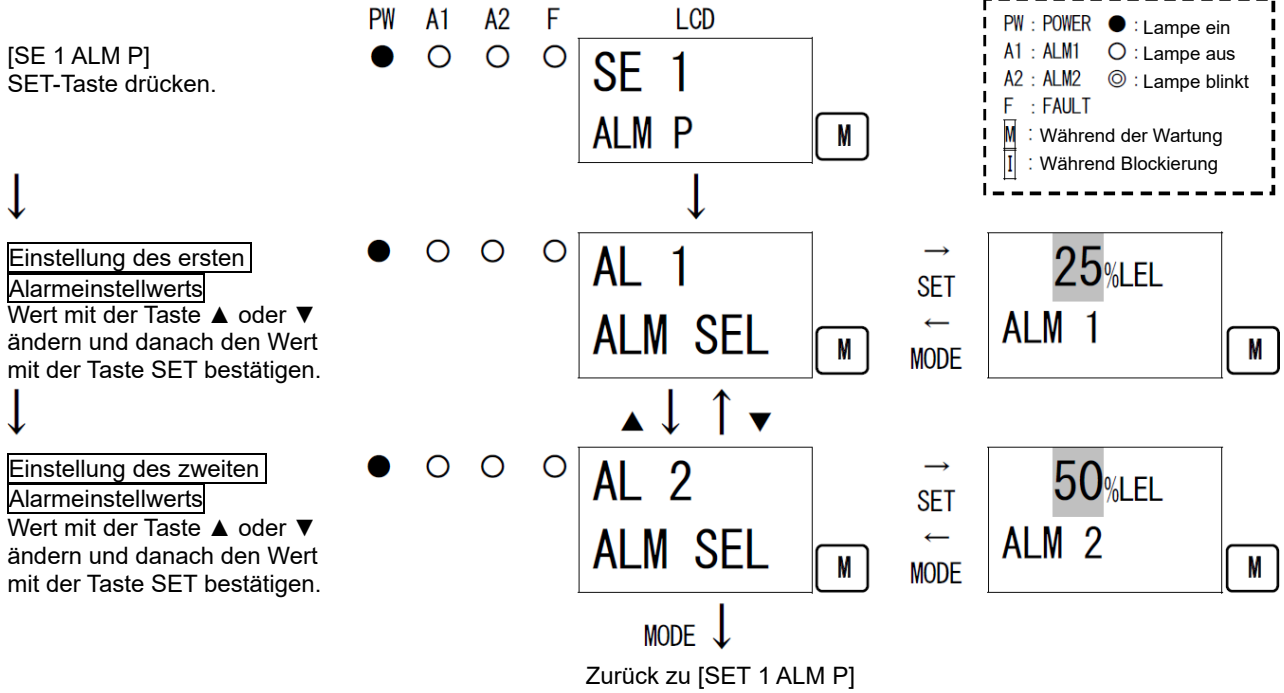 PW A1 A2 F LCD
[SE 1 ALM P]
SET-Taste drücken.
● ○ ○ ○
SE 1
ALM P
M
PW : POWER ● : Lampe ein
A1 : ALM1 ○ : Lampe aus
A2 : ALM2 ◎ : Lampe blinkt
F : FAULT
M : Während der Wartung
I : Während Blockierung
↓ ↓
Einstellung des ersten
Alarmeinstellwerts
Wert mit der Taste ▲ oder ▼
ändern und danach den Wert
mit der Taste SET bestätigen.
● ○ ○ ○
AL 1
ALM SEL
M
→
SET
←
MODE
25%LEL
ALM 1
M
↓ ▲ ↓ ↑ ▼
Einstellung des zweiten
Alarmeinstellwerts
Wert mit der Taste ▲ oder ▼
ändern und danach den Wert
mit der Taste SET bestätigen.
● ○ ○ ○
AL 2
ALM SEL
M
→
SET
←
MODE
50%LEL
ALM 2
M
MODE ↓
Zurück zu [SET 1 ALM P]